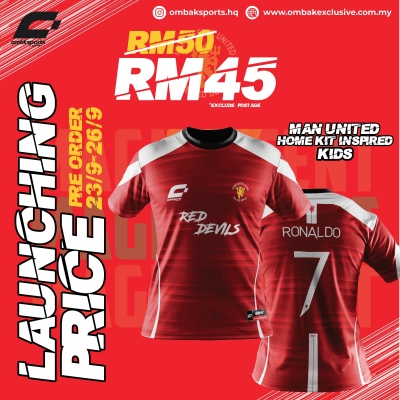 ombaksports
ombaksports.hq
www.ombakexclusive.com.my
RM50
RM45
*EXCLUDE POSTAGE
LAUNCHING
PRICE
PRE ORDER
23/9-26/9
MAN UNITED
HOME KIT INSPIRED
KIDS
RED
DEVILS
RONALDO
7